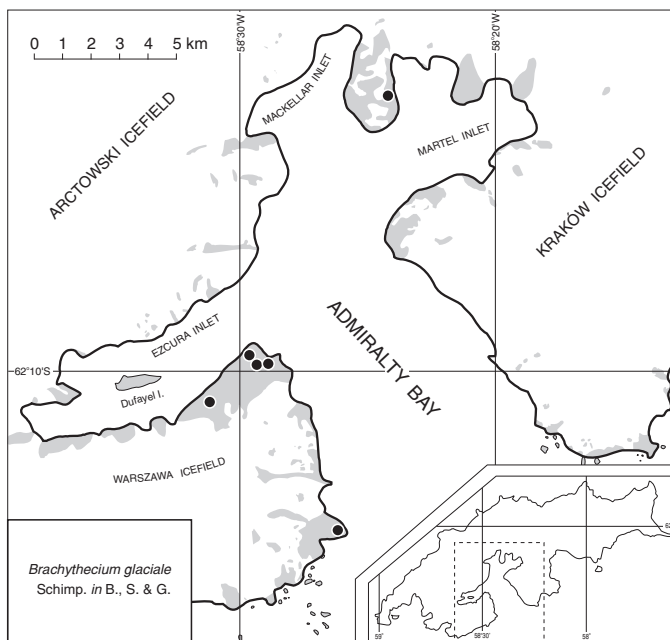 58°30'W
58°20'W
0 1 2 3 4 5 km
MACKELLAR INLET
MARTEL INLET
ARCTOWSKI ICEFIELD
KRAKÓW ICEFIELD
ADMIRALTY BAY
EZCURA INLET
62°10'S
Dufayel I.
WARSZAWA ICEFIELD
Brachythecium glaciale
Schimp. in B., S. & G.
62°
59°
58°30'
58°